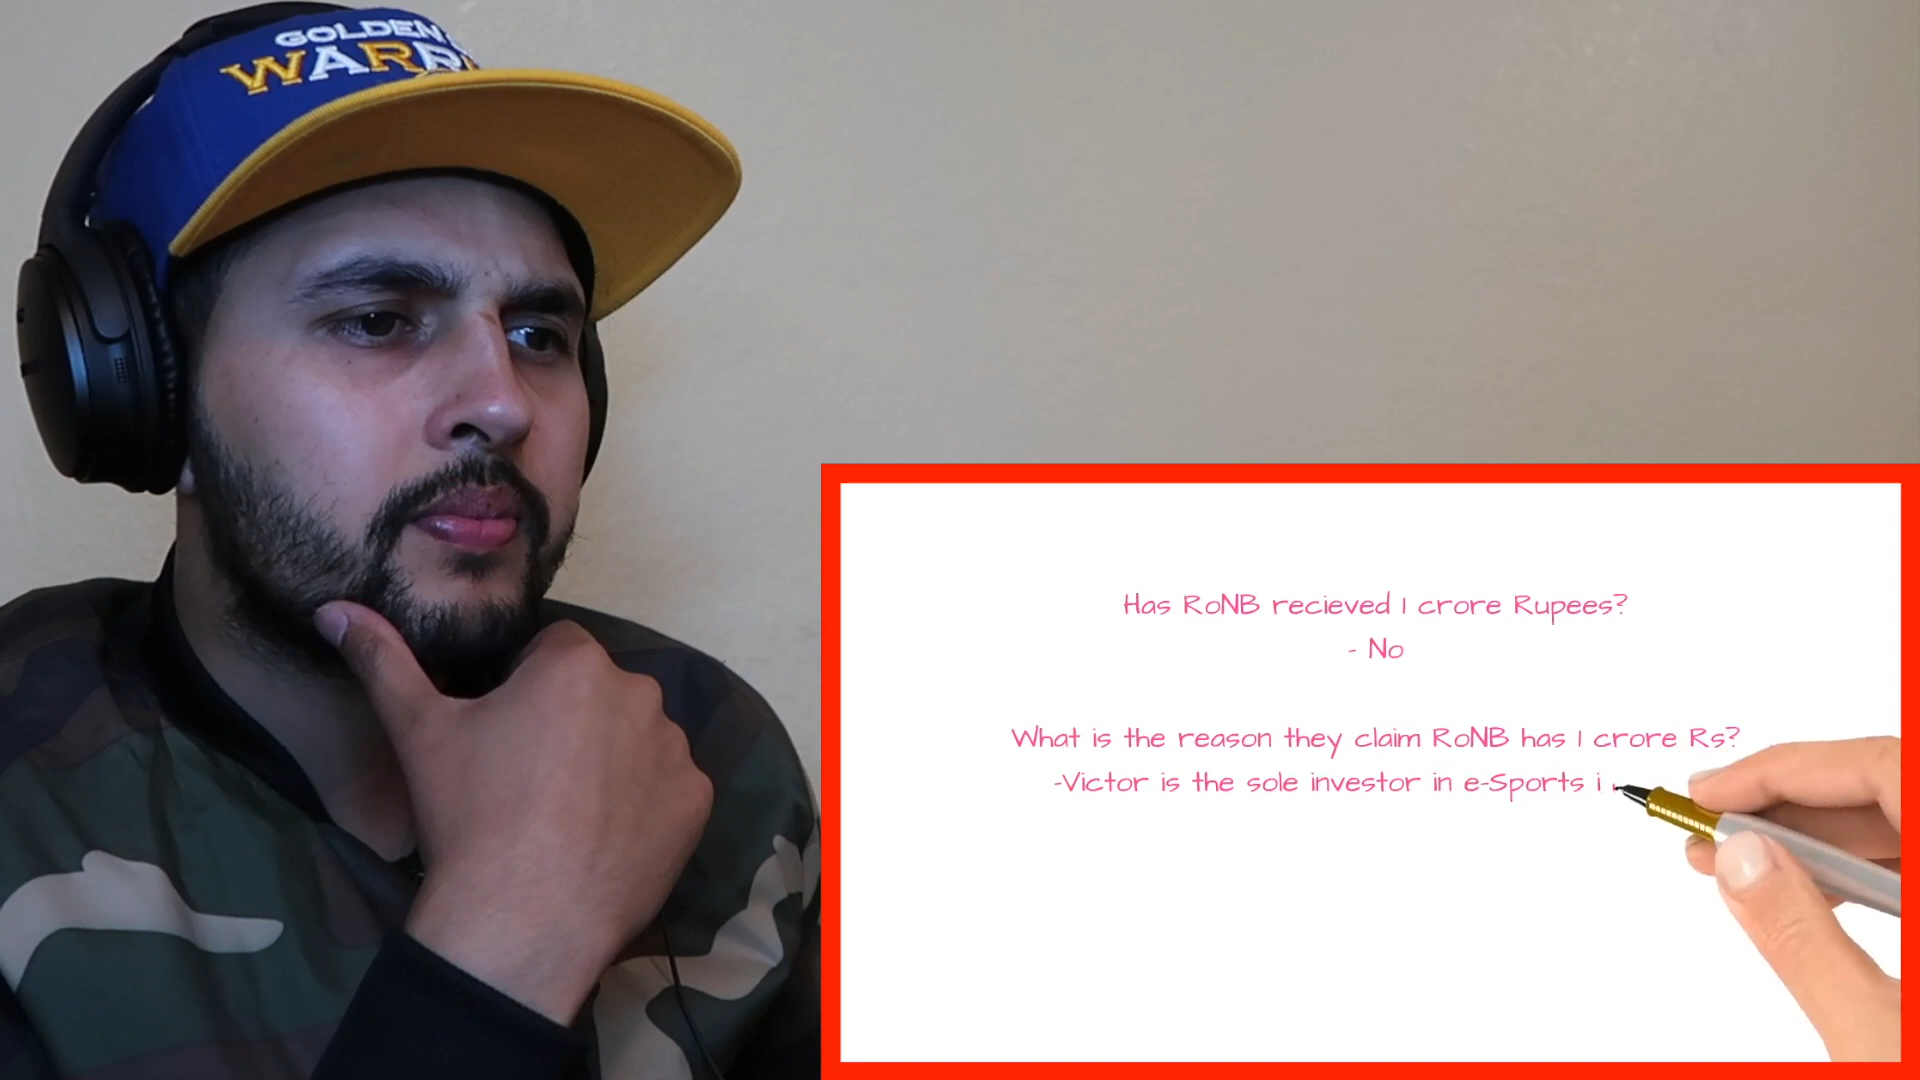 GOLDEN
WARRI
Has RoNB recieved 1 crore Rupees?
- No
What is the reason they claim RoNB has 1 crore Rs?
-Victor is the sole investor in e-Sports i